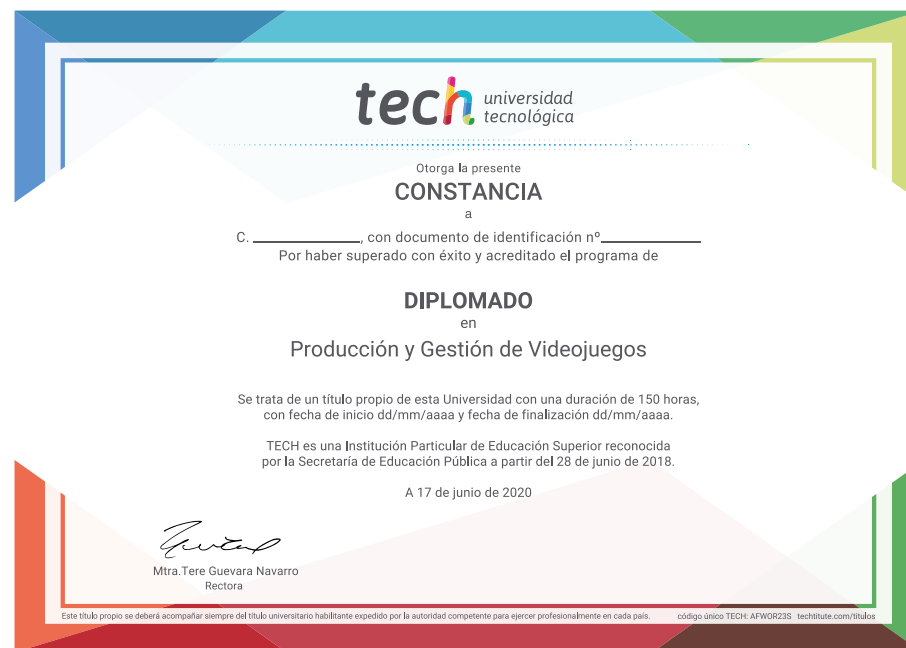 tech universidad
tecnológica
Otorga la presente
CONSTANCIA
a
C. ____________, con documento de identificación nº____________
Por haber superado con éxito y acreditado el programa de
DIPLOMADO
en
Producción y Gestión de Videojuegos
Se trata de un título propio de esta Universidad con una duración de 150 horas,
con fecha de inicio dd/mm/aaaa y fecha de finalización dd/mm/aaaa.
TECH es una Institución Particular de Educación Superior reconocida
por la Secretaría de Educación Pública a partir del 28 de junio de 2018.
A 17 de junio de 2020
Mtra.Tere Guevara Navarro
Rectora
Este título propio se deberá acompañar siempre del título universitario habilitante expedido por la autoridad competente para ejercer profesionalmente en cada país. código único TECH: AFWOR23S techtitute.com/titulos